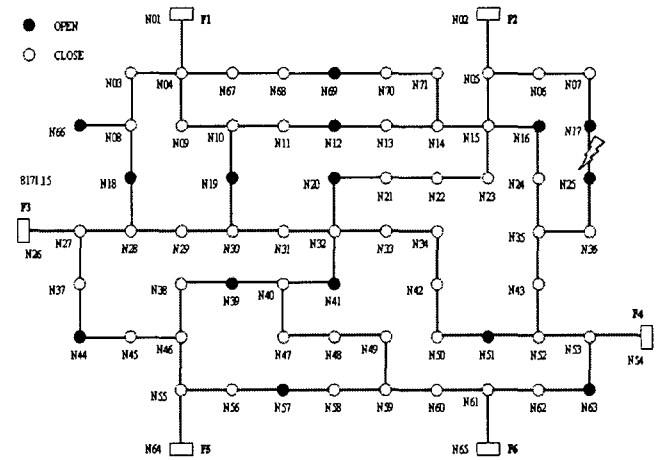 N01 F1 N02 F2
OPEN
CLOSE
N03 N04 N67 N68 N69 N70 N71 N05 N06 N07
N66 N08 N09 N10 N11 N12 N13 N14 N15 N16 N17
8171.15 N18 N19 N20 N21 N22 N23 N24 N25
F3
N26 N27 N28 N29 N30 N31 N32 N33 N34 N35 N36
N37 N38 N39 N40 N41 N42 N43
F4
N44 N45 N46 N47 N48 N49 N50 N51 N52 N53 N54
N55 N56 N57 N58 N59 N60 N61 N62 N63
N64 F5 N65 F6